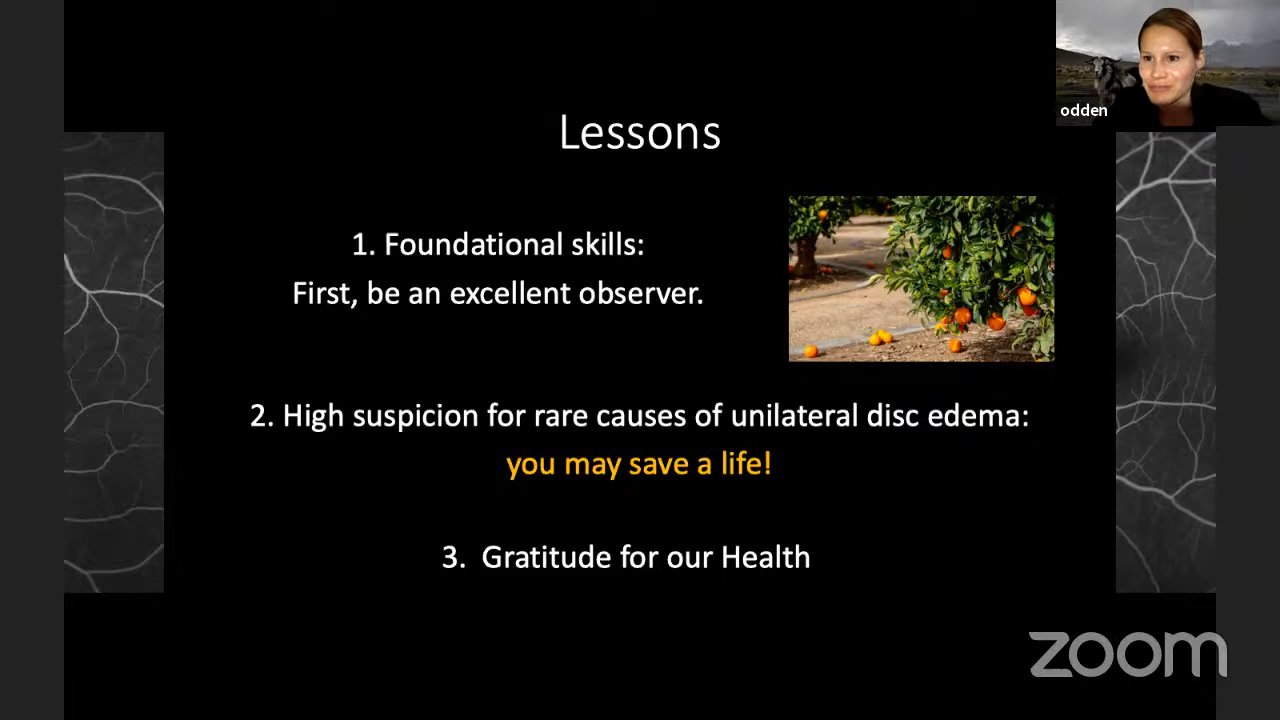 odden
Lessons
1. Foundational skills:
First, be an excellent observer.
2. High suspicion for rare causes of unilateral disc edema:
you may save a life!
3. Gratitude for our Health
zoom